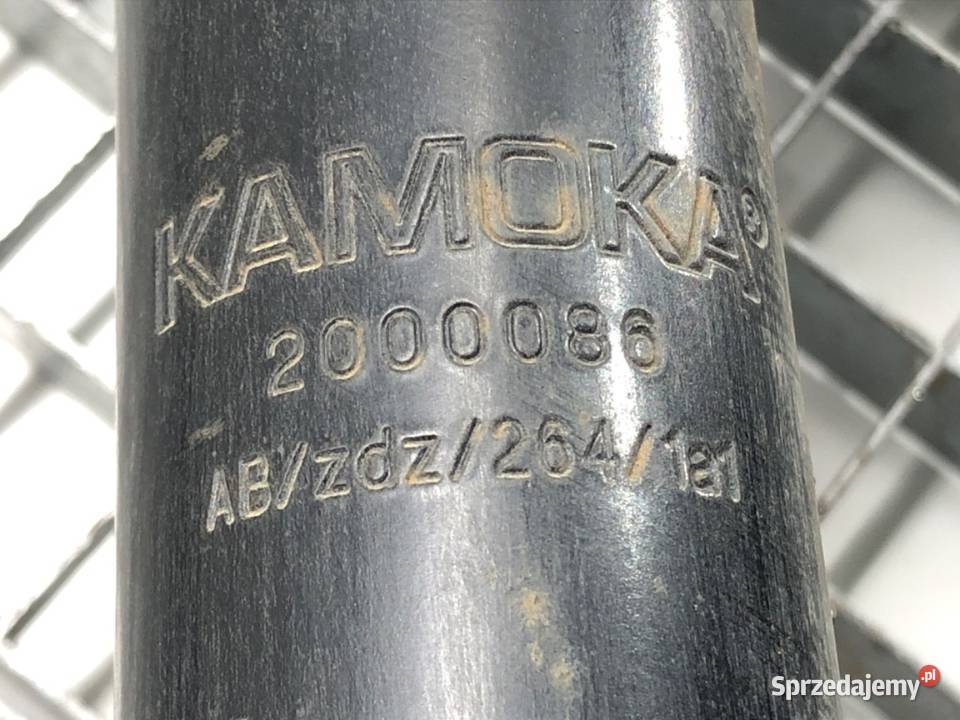 KAMOKA®
2000086
AB/zdz/264/181
Sprzedajemy.pl